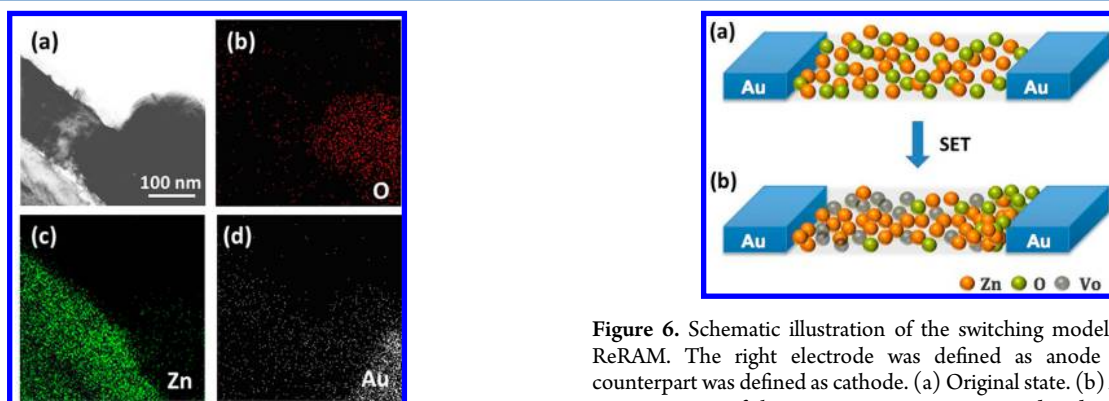 (a)
(b)
100 nm
O
(c)
(d)
Zn
Au
(a)
Au
Au
SET
(b)
Au
Au
Zn O Vo
Figure 6. Schematic illustration of the switching model
ReRAM. The right electrode was defined as anode
counterpart was defined as cathode. (a) Original state. (b)